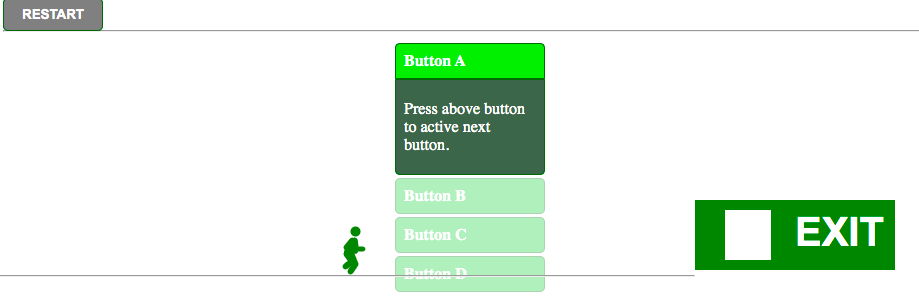 RESTART
Button A
Press above button
to active next
button.
Button B
Button C
EXIT
Button D